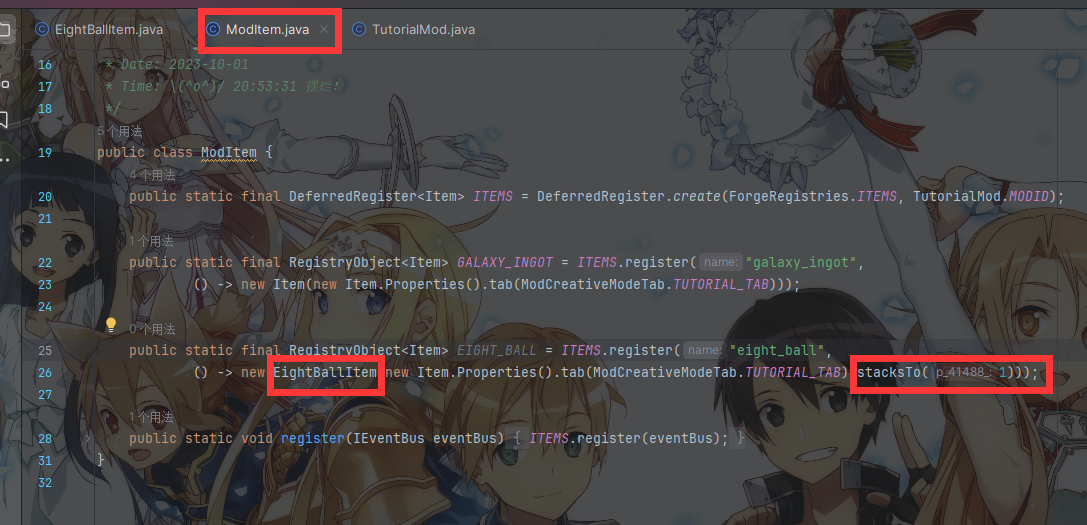 EightBallItem.java ModItem.java × TutorialMod.java
16 * Date: 2023-10-01
17 * Time: \(^o^)/ 20:53:31 摆烂!
18 */
5个用法
19 public class ModItem {
4个用法
20 public static final DeferredRegister<Item> ITEMS = DeferredRegister.create(ForgeRegistries.ITEMS, TutorialMod.MODID);
21
1个用法
22 public static final RegistryObject<Item> GALAXY_INGOT = ITEMS.register( name: "galaxy_ingot",
23 () -> new Item(new Item.Properties().tab(ModCreativeModeTab.TUTORIAL_TAB)));
24
0个用法
25 public static final RegistryObject<Item> EIGHT_BALL = ITEMS.register( name: "eight_ball",
26 () -> new EightBallItem new Item.Properties().tab(ModCreativeModeTab.TUTORIAL_TAB) stacksTo( p_41488_: 1)));
27
1个用法
28 public static void register(IEventBus eventBus) { ITEMS.register(eventBus); }
31 }
32